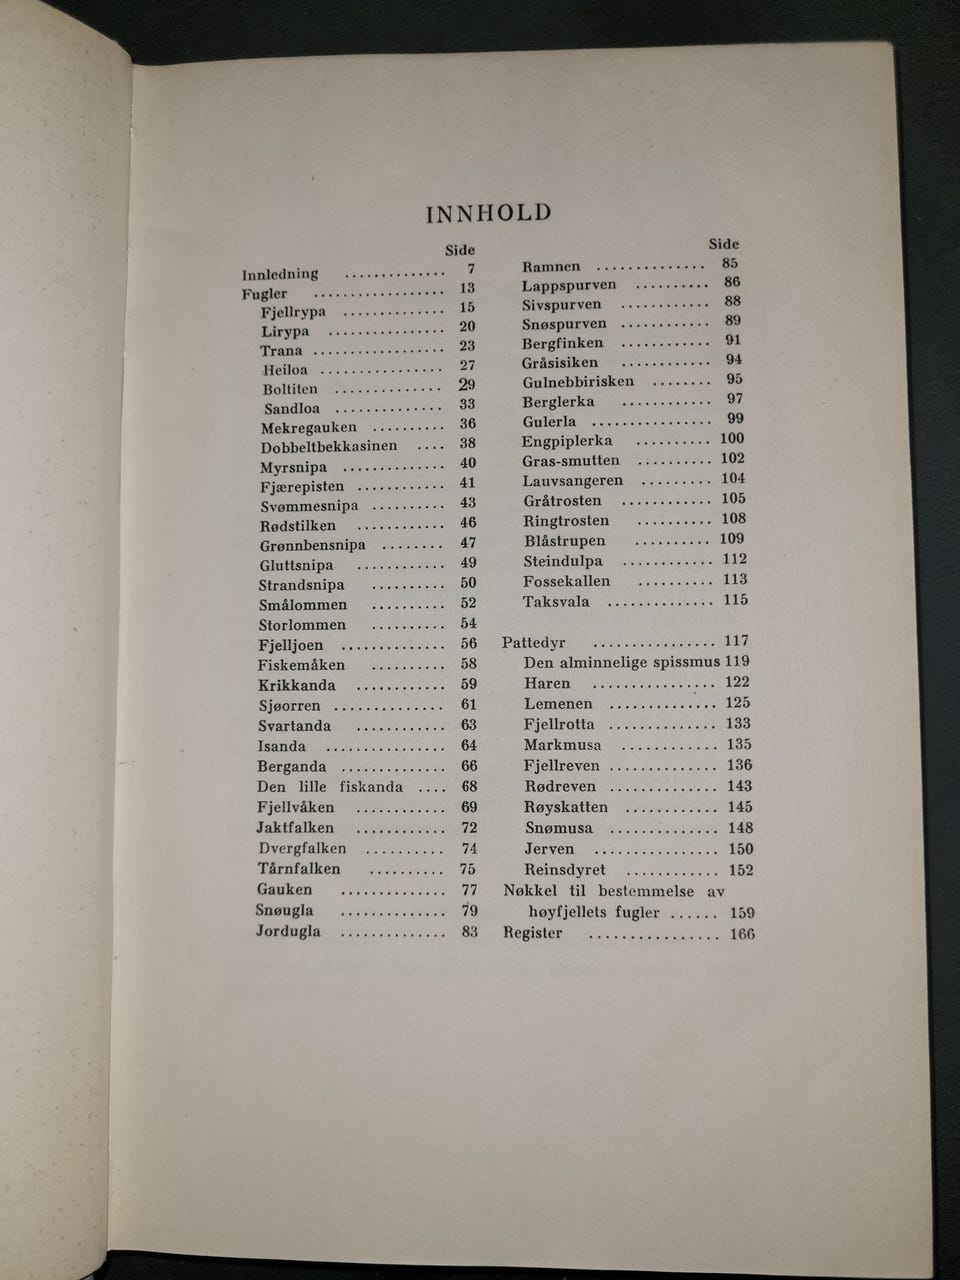 INNHOLD
Side
Innledning .............. 7
Fugler ................. 13
Fjellrypa ............. 15
Lirypa ............... 20
Trana ................. 23
Heiloa ................ 27
Boltiten .............. 29
Sandloa .............. 33
Mekregauken .......... 36
Dobbeltbekkasinen .... 38
Myrsnipa .............. 40
Fjærepisten ............ 41
Svømmesnipa .......... 43
Rødstilken ............ 46
Grønnbensnipa ........ 47
Gluttsnipa ............ 49
Strandsnipa .......... 50
Smålommen .......... 52
Storlommen .......... 54
Fjelljoen .............. 56
Fiskemåken .......... 58
Krikkanda ............ 59
Sjøorren .............. 61
Svartanda ............ 63
Isanda ................ 64
Berganda .............. 66
Den lille fiskanda .... 68
Fjellvåken ............ 69
Jaktfalken ............ 72
Dvergfalken .......... 74
Tårnfalken .......... 75
Gauken .............. 77
Snøugla .............. 79
Jordugla .............. 83
Side
Ramnen .............. 85
Lappspurven .......... 86
Sivspurven ............ 88
Snøspurven ............ 89
Bergfinken ............ 91
Gråsisiken ............ 94
Gulnebbirisken ........ 95
Berglerka ............ 97
Gulerla ................ 99
Engpiplerka .......... 100
Gras-smutten .......... 102
Lauvsangeren ......... 104
Gråtrosten ............ 105
Ringtrosten .......... 108
Blåstrupen .......... 109
Steindulpa ............ 112
Fossekallen .......... 113
Taksvala .............. 115
Pattedyr ................ 117
Den alminnelige spissmus 119
Haren ................ 122
Lemenen .............. 125
Fjellrotta .............. 133
Markmusa ............ 135
Fjellreven .............. 136
Rødreven .............. 143
Røyskatten ............ 145
Snømusa .............. 148
Jerven ................ 150
Reinsdyret ............ 152
Nøkkel til bestemmelse av
høyfjellets fugler ...... 159
Register ................. 166